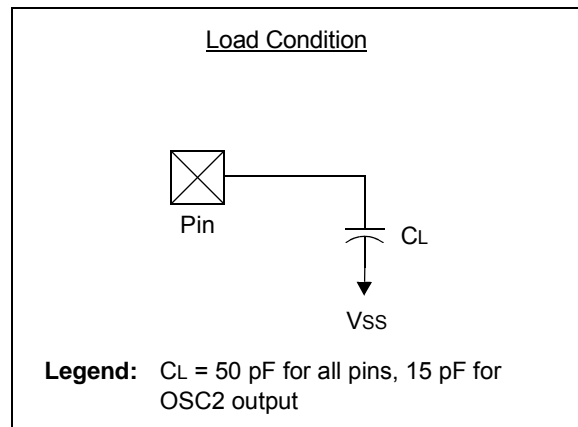 Load Condition
Pin
CL
VSS
Legend: CL = 50 pF for all pins, 15 pF for
OSC2 output